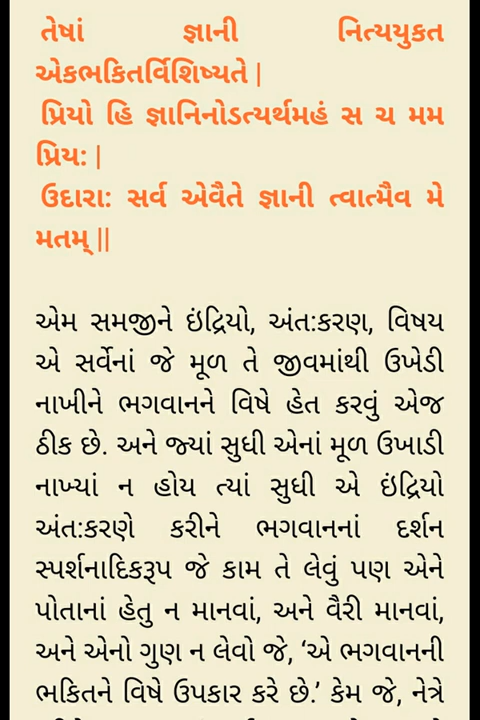 તેષાં જ્ઞાની નિત્યયુકત
એકભકિતર્વિશિષ્યતે |
પ્રિયો હિ જ્ઞાનિનોડત્યર્થમહં સ ચ મમ
પ્રિય: |
ઉદારા: સર્વ એવૈતે જ્ઞાની ત્વાત્મૈવ મે
મતમ્ ||
એમ સમજીને ઇંદ્રિયો, અંત:કરણ, વિષય
એ સર્વેનાં જે મૂળ તે જીવમાંથી ઉખેડી
નાખીને ભગવાનને વિષે હેત કરવું એજ
ઠીક છે. અને જ્યાં સુધી એનાં મૂળ ઉખાડી
નાખ્યાં ન હોય ત્યાં સુધી એ ઇંદ્રિયો
અંત:કરણે કરીને ભગવાનનાં દર્શન
સ્પર્શનાદિકરૂપ જે કામ તે લેવું પણ એને
પોતાનાં હેતુ ન માનવાં, અને વૈરી માનવાં,
અને એનો ગુણ ન લેવો જે, ‘એ ભગવાનની
ભકિતને વિષે ઉપકાર કરે છે.’ કેમ જે, નેત્રે